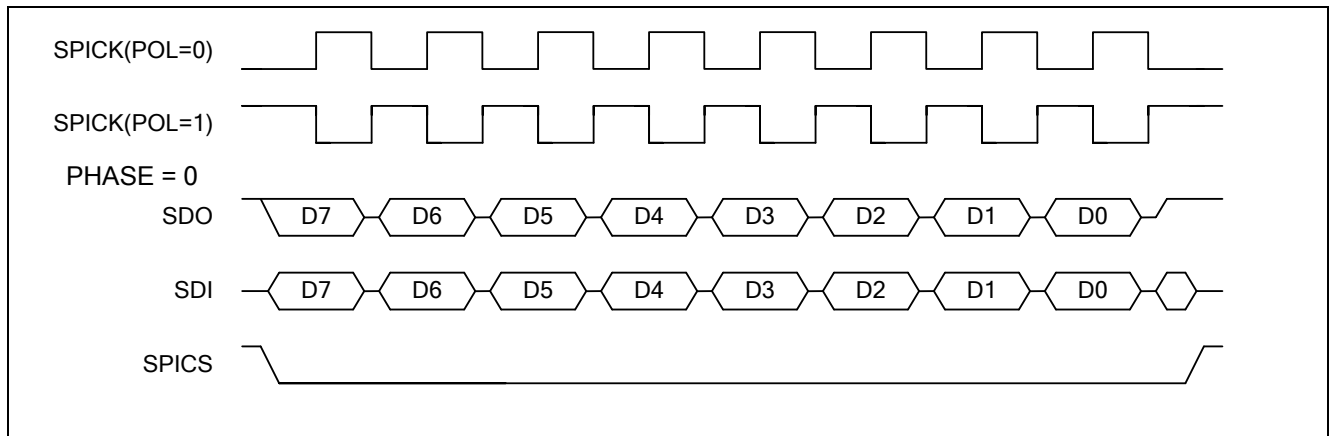 SPICK(POL=0)
SPICK(POL=1)
PHASE = 0
SDO D7 D6 D5 D4 D3 D2 D1 D0
SDI D7 D6 D5 D4 D3 D2 D1 D0
SPICS